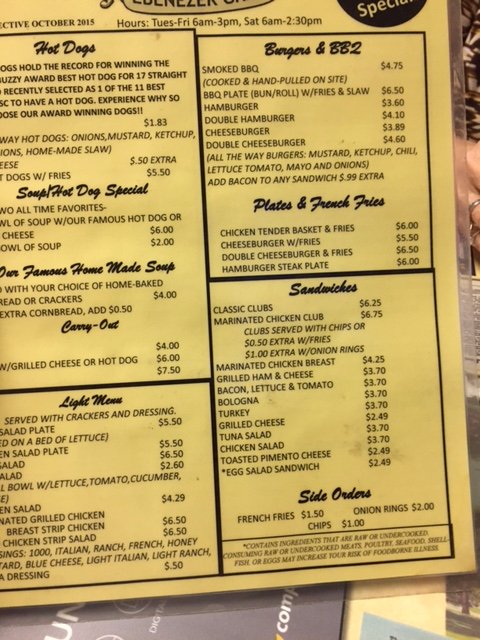 EBENEZER
Special
ECTIVE OCTOBER 2015
Hours: Tues-Fri 6am-3pm, Sat 6am-2:30pm
Hot Dogs
OGS HOLD THE RECORD FOR WINNING THE
BUZZY AWARD BEST HOT DOG FOR 17 STRAIGHT
D RECENTLY SELECTED AS 1 OF THE 11 BEST
SC TO HAVE A HOT DOG. EXPERIENCE WHY SO
OOSE OUR AWARD WINNING DOGS!!
$1.83
WAY HOT DOGS: ONIONS,MUSTARD, KETCHUP,
IONS, HOME-MADE SLAW)
EESE $.50 EXTRA
T DOGS W/ FRIES $5.50
Soup/Hot Dog Special
WO ALL TIME FAVORITES-
WL OF SOUP W/OUR FAMOUS HOT DOG OR
CHEESE $6.00
OWL OF SOUP $2.00
Our Famous Home Made Soup
D WITH YOUR CHOICE OF HOME-BAKED
READ OR CRACKERS $4.00
EXTRA CORNBREAD, ADD $0.50
Carry-Out
$4.00
W/GRILLED CHEESE OR HOT DOG $6.00
$7.50
Light Menu
SERVED WITH CRACKERS AND DRESSING.
SALAD PLATE $5.50
ED ON A BED OF LETTUCE)
$5.50
EN SALAD PLATE $6.50
SALAD $2.60
ALAD
L BOWL W/LETTUCE,TOMATO,CUCUMBER,
SE)
SALAD $4.29
NATED GRILLED CHICKEN
BREAST STRIP CHICKEN $6.50
CHICKEN STRIP SALAD $6.50
SINGS: 1000, ITALIAN, RANCH, FRENCH, HONEY
TARD, BLUE CHEESE, LIGHT ITALIAN, LIGHT RANCH,
A DRESSING $.50
Burgers & BBQ
SMOKED BBQ $4.75
(COOKED & HAND-PULLED ON SITE)
BBQ PLATE (BUN/ROLL) W/FRIES & SLAW $6.50
HAMBURGER $3.60
DOUBLE HAMBURGER $4.10
CHEESEBURGER $3.89
DOUBLE CHEESEBURGER $4.60
(ALL THE WAY BURGERS: MUSTARD, KETCHUP, CHILI,
LETTUCE TOMATO, MAYO AND ONIONS)
ADD BACON TO ANY SANDWICH $.99 EXTRA
Plates & French Fries
CHICKEN TENDER BASKET & FRIES $6.00
CHEESEBURGER W/FRIES $5.50
DOUBLE CHEESEBURGER & FRIES $6.50
HAMBURGER STEAK PLATE $6.00
Sandwiches
CLASSIC CLUBS $6.25
MARINATED CHICKEN CLUB $6.75
CLUBS SERVED WITH CHIPS OR
$0.50 EXTRA W/FRIES
$1.00 EXTRA W/ONION RINGS
MARINATED CHICKEN BREAST $4.25
GRILLED HAM & CHEESE $3.70
BACON, LETTUCE & TOMATO $3.70
BOLOGNA $3.70
TURKEY $3.70
GRILLED CHEESE $2.49
TUNA SALAD $3.70
CHICKEN SALAD $3.70
TOASTED PIMENTO CHEESE $2.49
*EGG SALAD SANDWICH $2.49
Side Orders
FRENCH FRIES $1.50 ONION RINGS $2.00
CHIPS $1.00
*CONTAINS INGREDIENTS THAT ARE RAW OR UNDERCOOKED.
CONSUMING RAW OR UNDERCOOKED MEATS, POULTRY, SEAFOOD, SHELL-
FISH, OR EGGS MAY INCREASE YOUR RISK OF FOODBORNE ILLNESS.
UN
DIGIT
comp